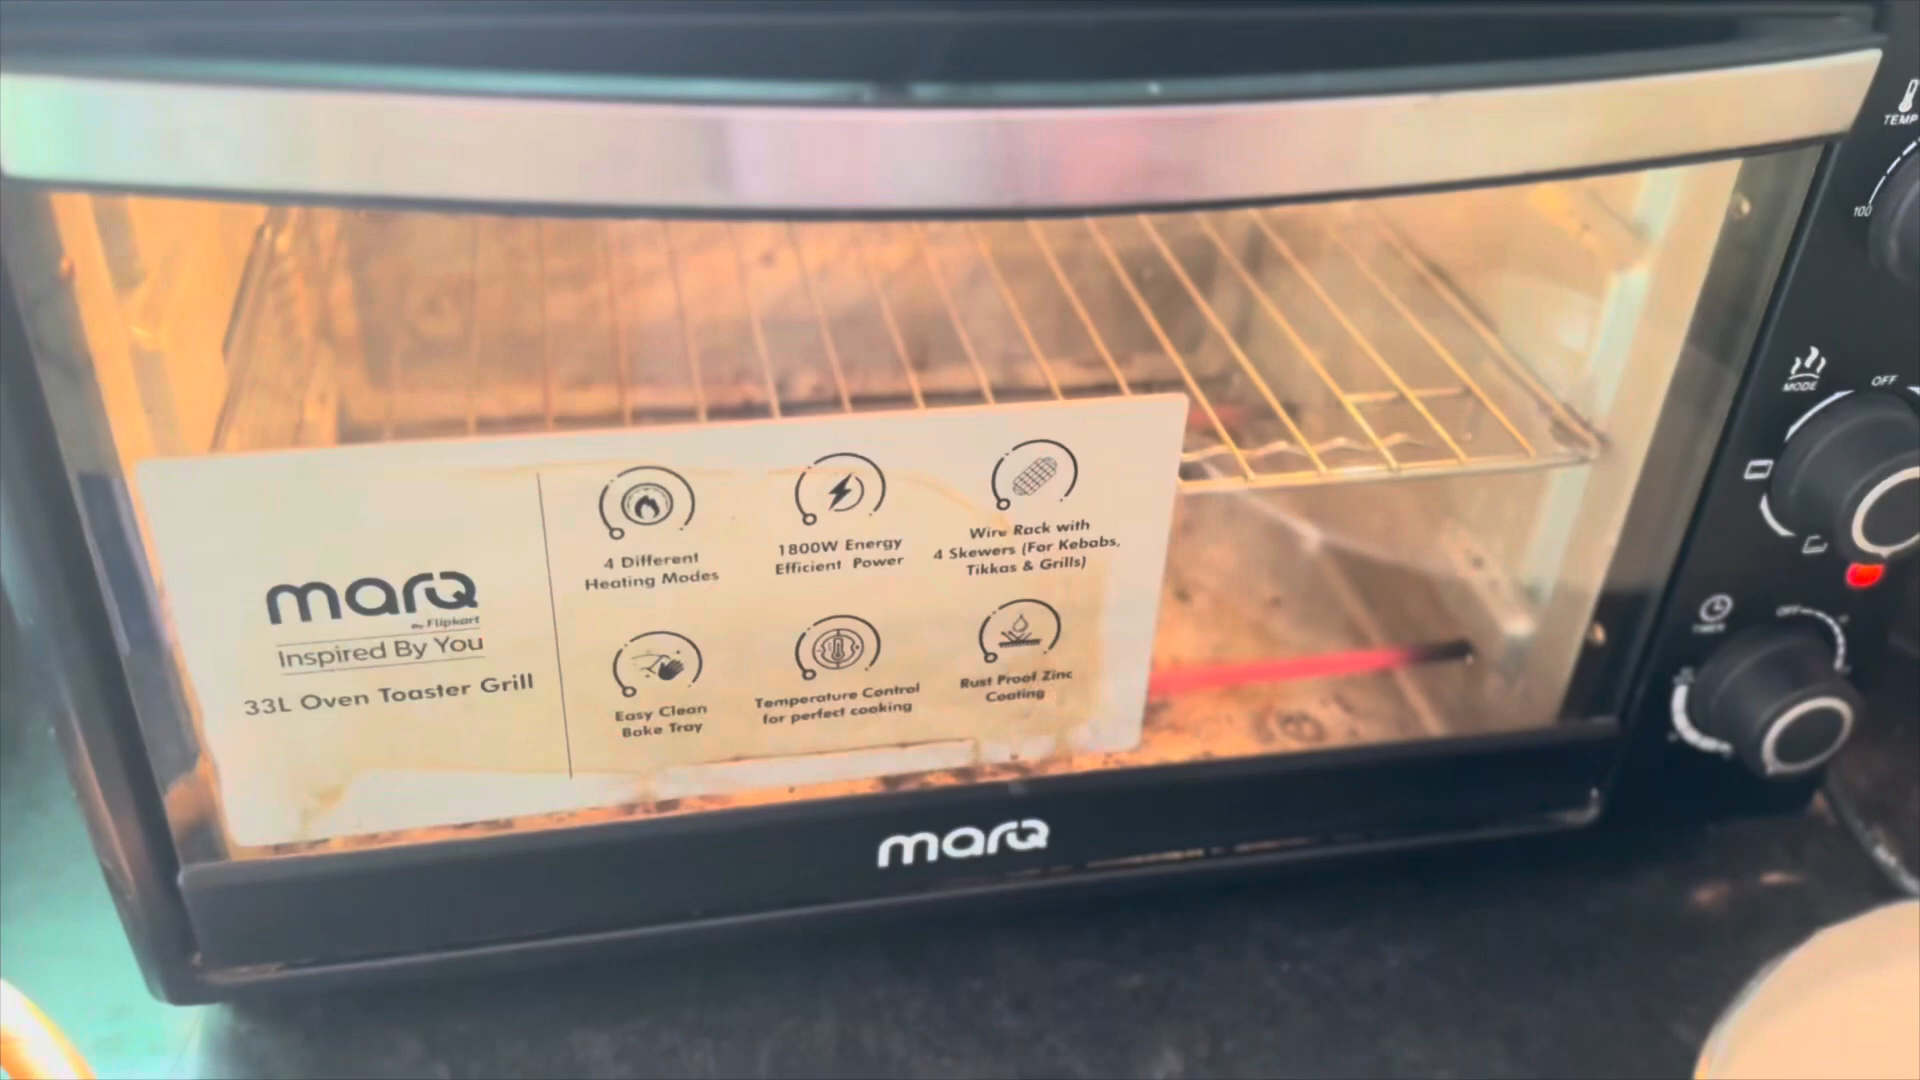 marQ
By Flipkart
Inspired By You
33L Oven Toaster Grill
4 Different
Heating Modes
1800W Energy
Efficient Power
Wire Rack with
4 Skewers (For Kebabs,
Tikkas & Grills)
Easy Clean
Bake Tray
Temperature Control
for perfect cooking
Rust Proof Zinc
Coating
marQ
TEMP
100
MODE
OFF
TIMER
OFF